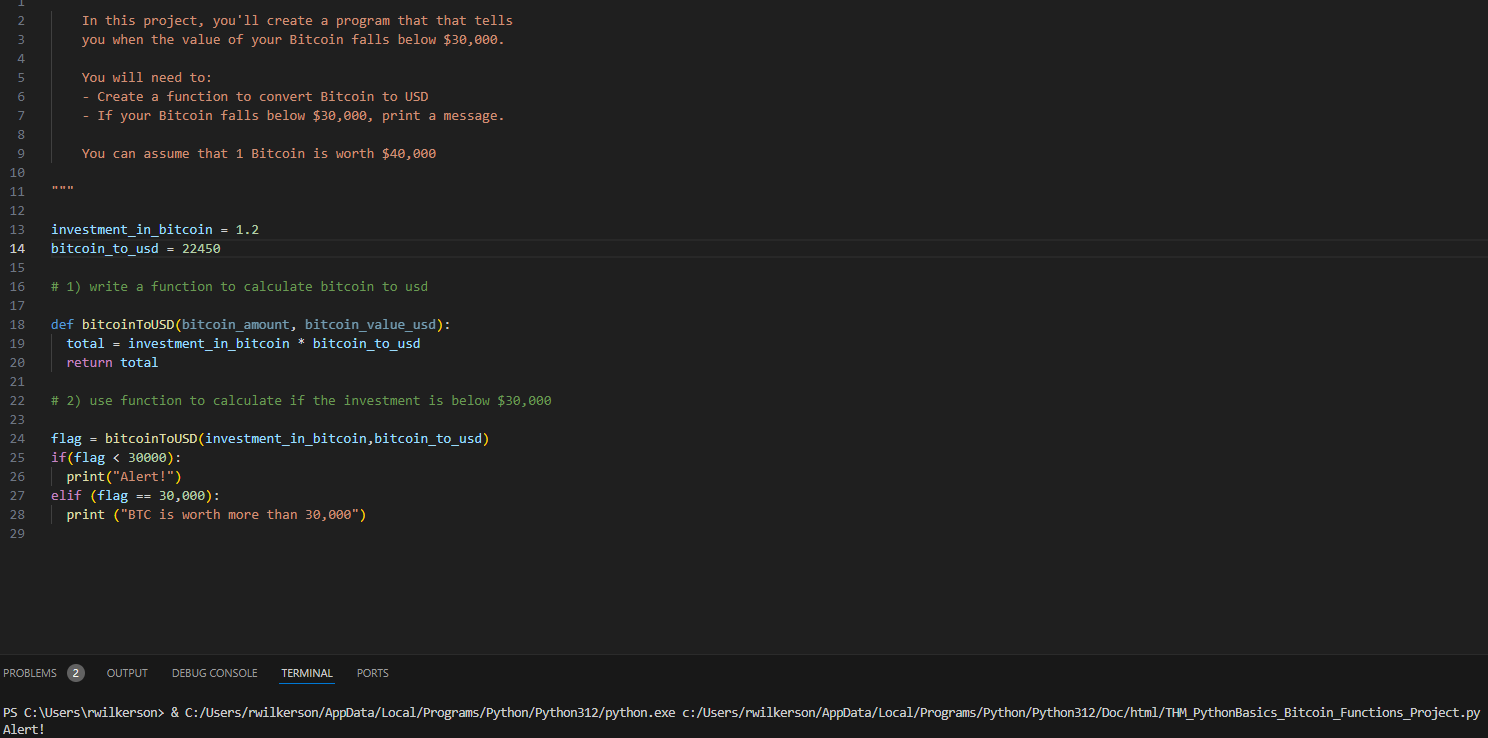 1
2 In this project, you'll create a program that that tells
3 you when the value of your Bitcoin falls below $30,000.
4
5 You will need to:
6 - Create a function to convert Bitcoin to USD
7 - If your Bitcoin falls below $30,000, print a message.
8
9 You can assume that 1 Bitcoin is worth $40,000
10
11 """
12
13 investment_in_bitcoin = 1.2
14 bitcoin_to_usd = 22450
15
16 # 1) write a function to calculate bitcoin to usd
17
18 def bitcoinToUSD(bitcoin_amount, bitcoin_value_usd):
19 total = investment_in_bitcoin * bitcoin_to_usd
20 return total
21
22 # 2) use function to calculate if the investment is below $30,000
23
24 flag = bitcoinToUSD(investment_in_bitcoin,bitcoin_to_usd)
25 if(flag < 30000):
26 print("Alert!")
27 elif (flag == 30,000):
28 print ("BTC is worth more than 30,000")
29
PROBLEMS 2 OUTPUT DEBUG CONSOLE TERMINAL PORTS
PS C:\Users\rwilkerson> & C:/Users/rwilkerson/AppData/Local/Programs/Python/Python312/python.exe c:/Users/rwilkerson/AppData/Local/Programs/Python/Python312/Doc/html/THM_PythonBasics_Bitcoin_Functions_Project.py
Alert!